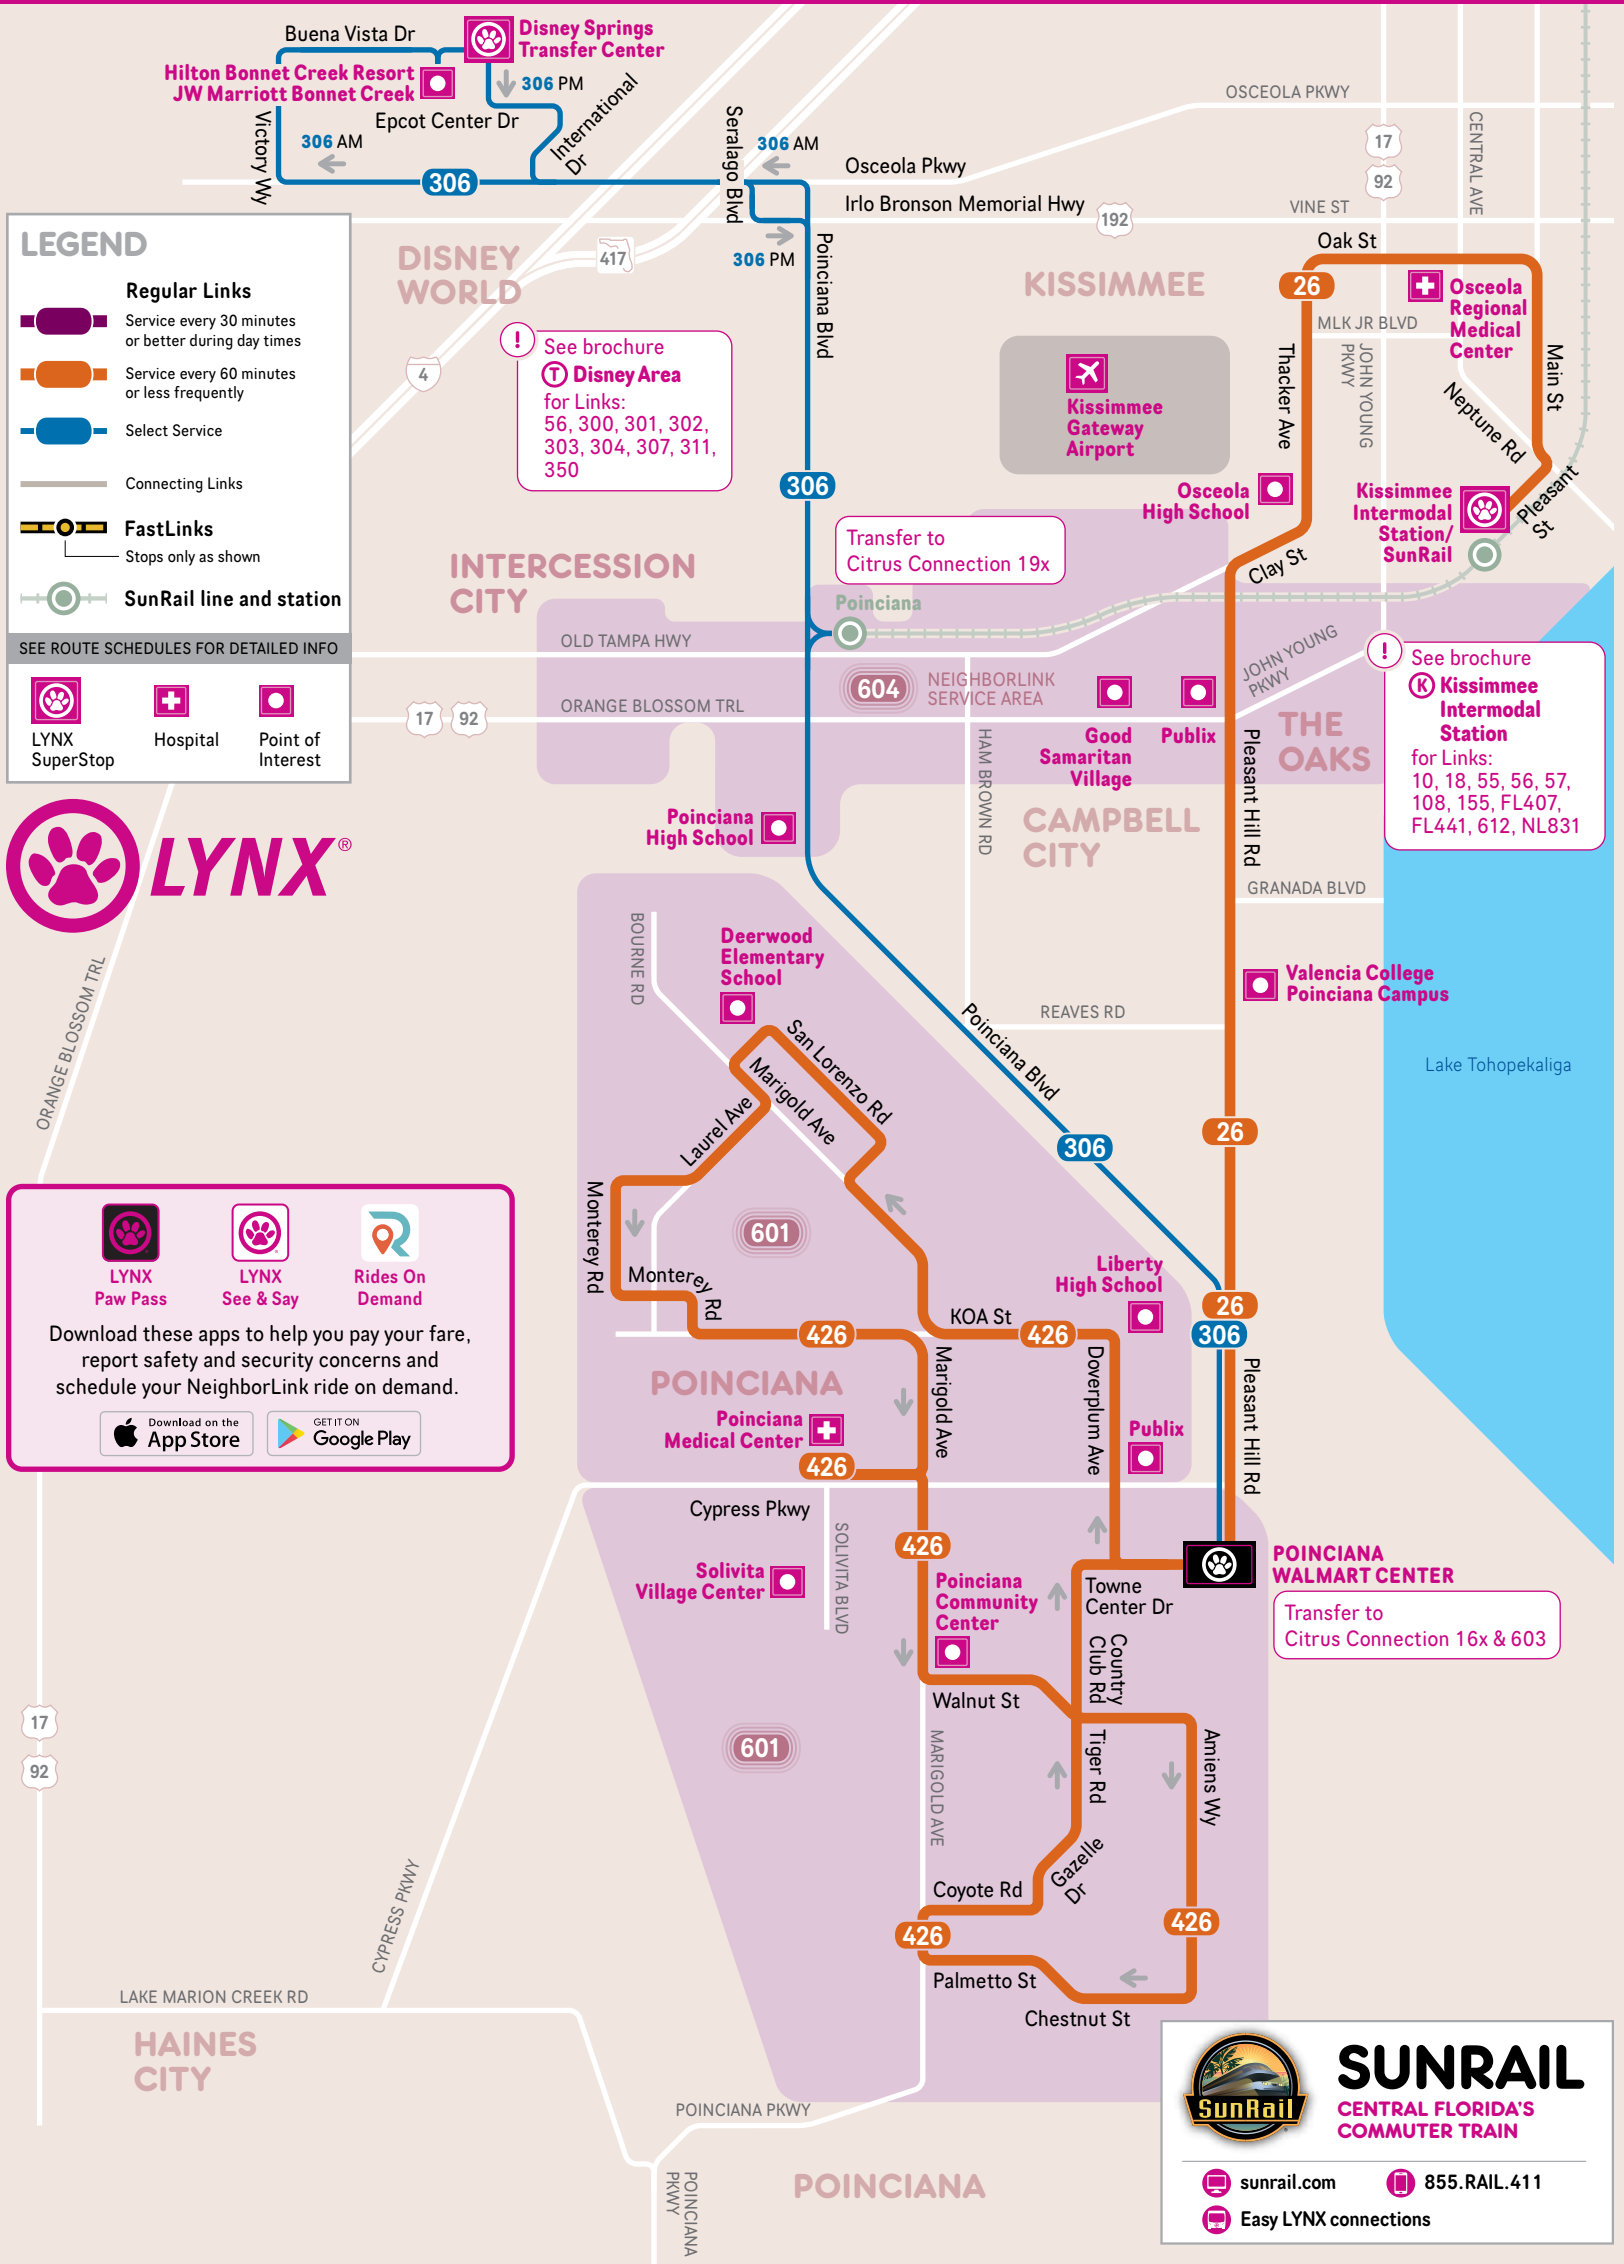 Buena Vista Dr
Disney Springs
Transfer Center
Hilton Bonnet Creek Resort
JW Marriott Bonnet Creek
306 PM
International
Dr
Epcot Center Dr
Victory Wy
306 AM
306
Seralago Blvd
306 AM
Osceola Pkwy
OSCEOLA PKWY
17
92
CENTRAL AVE
Irlo Bronson Memorial Hwy
192
VINE ST
306 PM
Poinciana Blvd
LEGEND
Regular Links
Service every 30 minutes
or better during day times
Service every 60 minutes
or less frequently
Select Service
Connecting Links
FastLinks
Stops only as shown
SunRail line and station
SEE ROUTE SCHEDULES FOR DETAILED INFO
LYNX
SuperStop
Hospital
Point of
Interest
LYNX®
DISNEY
WORLD
417
4
!
See brochure
T Disney Area
for Links:
56, 300, 301, 302,
303, 304, 307, 311,
350
KISSIMMEE
Oak St
26
Osceola
Regional
Medical
Center
MLK JR BLVD
JOHN YOUNG
PKWY
Thacker Ave
Main St
Neptune Rd
Kissimmee
Gateway
Airport
306
Osceola
High School
Kissimmee
Intermodal
Station/
SunRail
Pleasant
St
Clay St
Transfer to
Citrus Connection 19x
INTERCESSION
CITY
Poinciana
OLD TAMPA HWY
604
NEIGHBORLINK
SERVICE AREA
JOHN YOUNG
PKWY
17
92
ORANGE BLOSSOM TRL
HAM BROWN RD
Good
Samaritan
Village
Publix
THE
OAKS
Pleasant Hill Rd
!
See brochure
K Kissimmee
Intermodal
Station
for Links:
10, 18, 55, 56, 57,
108, 155, FL407,
FL441, 612, NL831
Poinciana
High School
CAMPBELL
CITY
GRANADA BLVD
BOURNE RD
Deerwood
Elementary
School
Valencia College
Poinciana Campus
REAVES RD
Poinciana Blvd
Lake Tohopekaliga
ORANGE BLOSSOM TRL
San Lorenzo Rd
Marigold Ave
Laurel Ave
26
306
Monterey Rd
601
Monterey Rd
LYNX
Paw Pass
LYNX
See & Say
Rides On
Demand
Download these apps to help you pay your fare,
report safety and security concerns and
schedule your NeighborLink ride on demand.
Download on the
App Store
GET IT ON
Google Play
Liberty
High School
26
306
KOA St
426
426
POINCIANA
Marigold Ave
Doverplum Ave
Pleasant Hill Rd
Poinciana
Medical Center
426
Publix
Cypress Pkwy
SOLIVITA BLVD
426
Solivita
Village Center
Poinciana
Community
Center
Towne
Center Dr
POINCIANA
WALMART CENTER
Transfer to
Citrus Connection 16x & 603
Country
Club Rd
Walnut St
17
92
601
MARIGOLD AVE
Tiger Rd
Amiens Wy
Gazelle
Dr
Coyote Rd
426
426
Palmetto St
Chestnut St
CYPRESS PKWY
LAKE MARION CREEK RD
HAINES
CITY
POINCIANA PKWY
POINCIANA
PKWY
POINCIANA
SunRail
SUNRAIL
CENTRAL FLORIDA'S
COMMUTER TRAIN
sunrail.com
855.RAIL.411
Easy LYNX connections